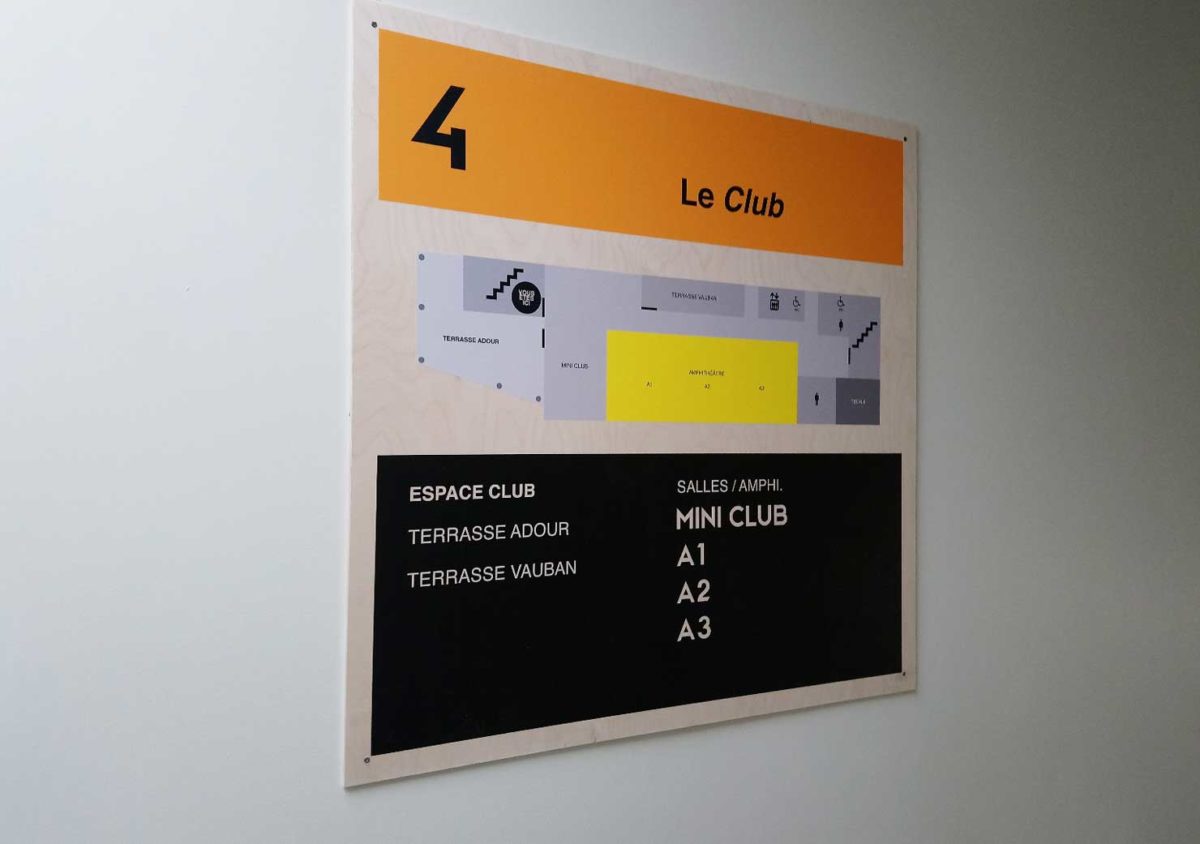 4
Le Club
VOUS
ÊTES
ICI
TERRASSE VAUBAN
TERRASSE ADOUR
MINI CLUB
AMPHITHÉÂTRE
A1
A2
A3
ESPACE CLUB
TERRASSE ADOUR
TERRASSE VAUBAN
SALLES / AMPHI.
MINI CLUB
A1
A2
A3